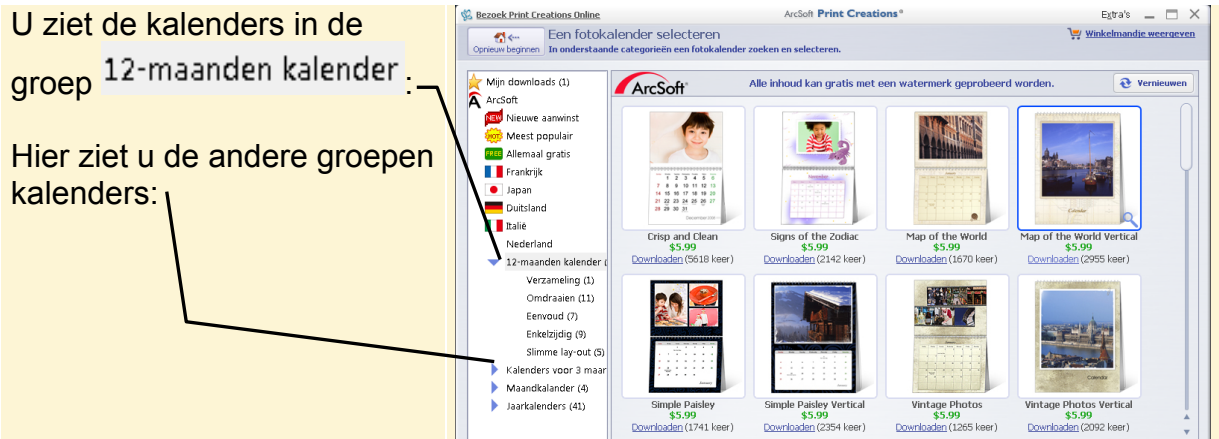 U ziet de kalenders in de
groep 12-maanden kalender :
Hier ziet u de andere groepen
kalenders:
Bezoek Print Creations Online
ArcSoft Print Creations®
Extra's
Opnieuw beginnen
Een fotokalender selecteren
In onderstaande categorieën een fotokalender zoeken en selecteren.
Winkelmandje weergeven
Mijn downloads (1)
ArcSoft
NEW Nieuwe aanwinst
HOT Meest populair
FREE Allemaal gratis
Frankrijk
Japan
Duitsland
Italië
Nederland
12-maanden kalender (
Verzameling (1)
Omdraaien (11)
Eenvoud (7)
Enkelzijdig (9)
Slimme lay-out (5)
Kalenders voor 3 maar
Maandkalander (4)
Jaarkalenders (41)
ArcSoft®
Alle inhoud kan gratis met een watermerk geprobeerd worden.
Vernieuwen
Crisp and Clean
$5.99
Downloaden (5618 keer)
Signs of the Zodiac
$5.99
Downloaden (2142 keer)
Map of the World
$5.99
Downloaden (1670 keer)
Calendar
Map of the World Vertical
$5.99
Downloaden (2955 keer)
Simple Paisley
$5.99
Downloaden (1741 keer)
Simple Paisley Vertical
$5.99
Downloaden (2354 keer)
Vintage Photos
$5.99
Downloaden (1265 keer)
Calendar
Vintage Photos Vertical
$5.99
Downloaden (2092 keer)